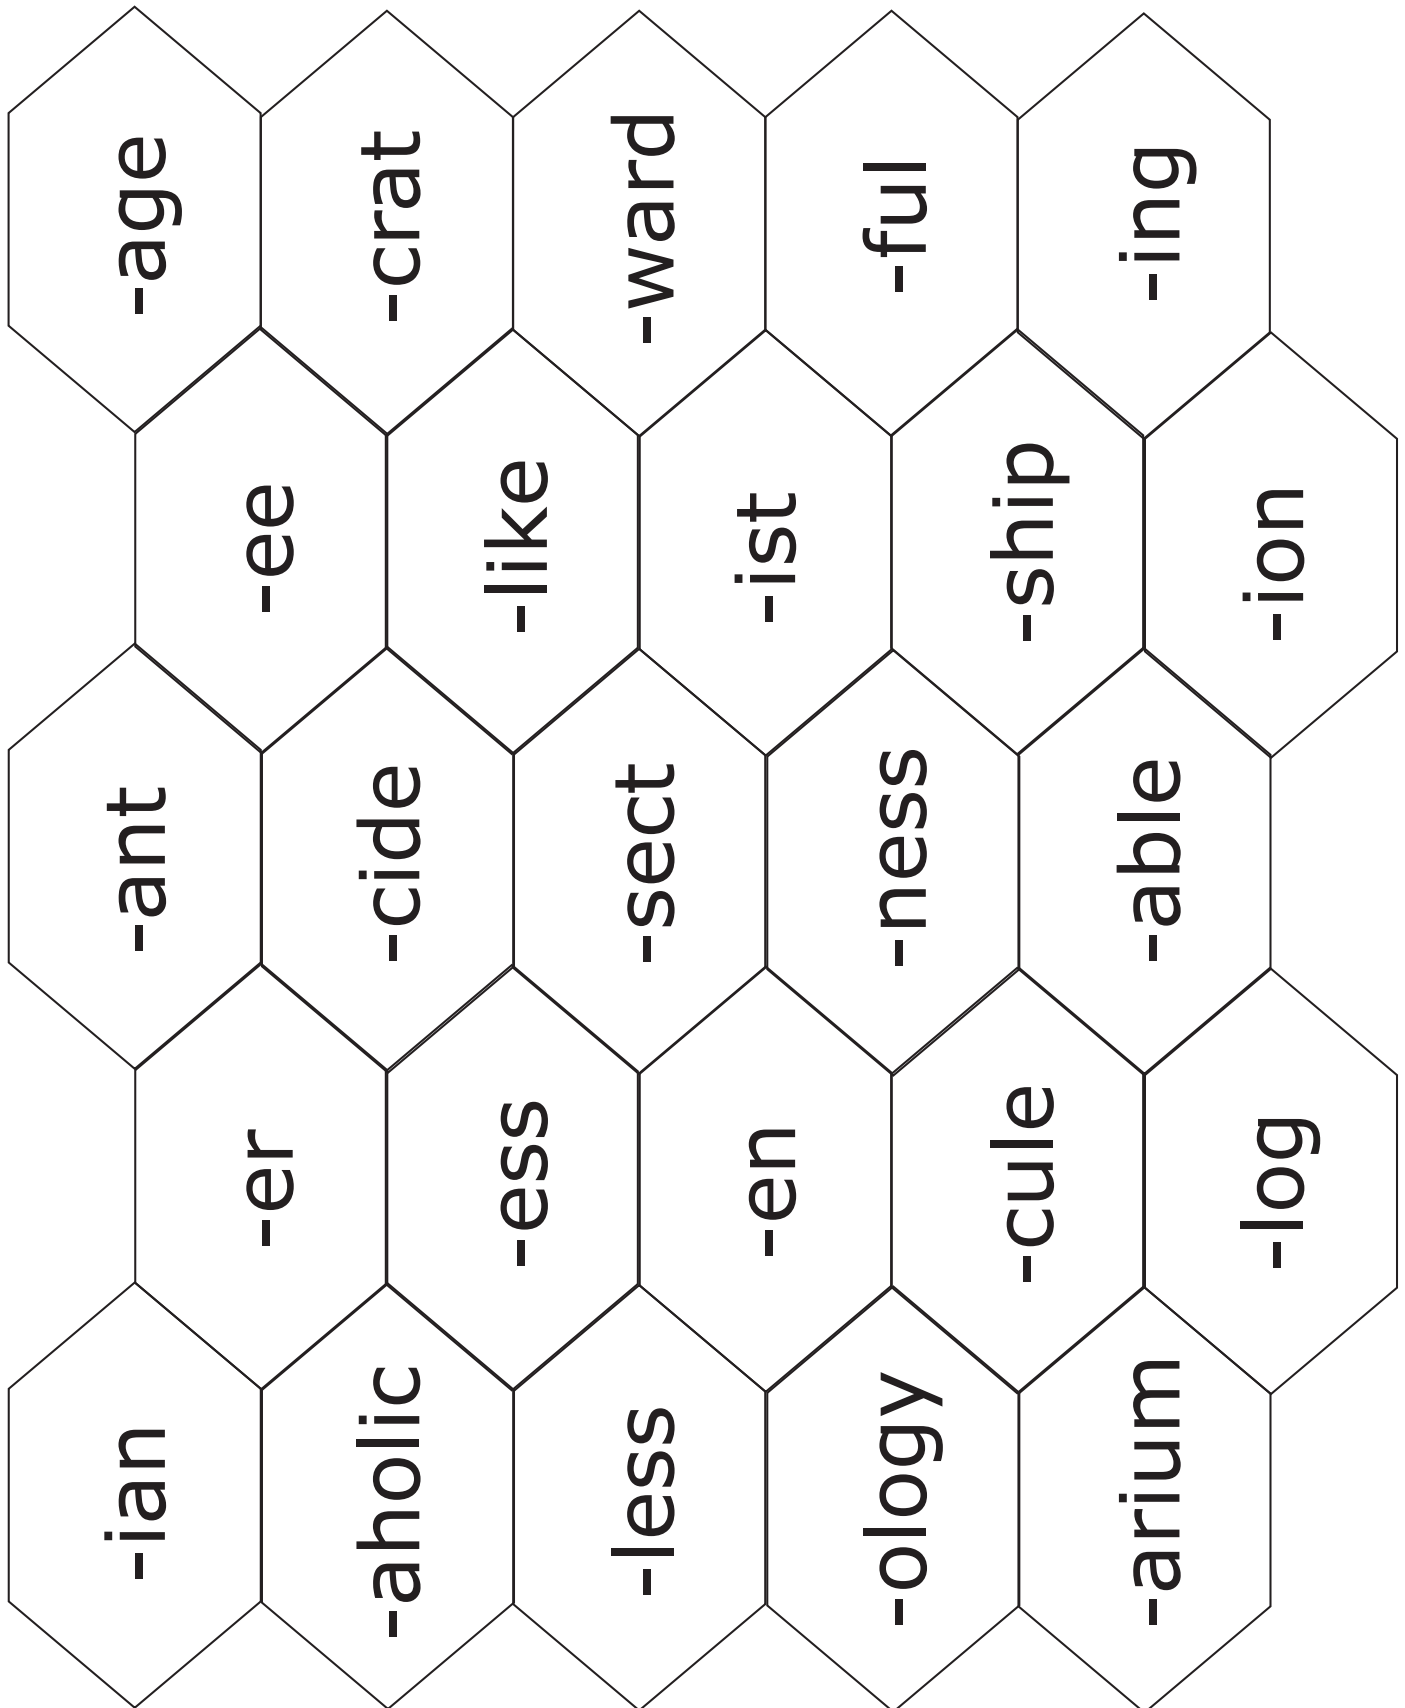 -ian
-ant
-age
-er
-ee
-aholic
-cide
-crat
-ess
-like
-less
-sect
-ward
-en
-ist
-ology
-ness
-ful
-cule
-ship
-arium
-able
-ing
-log
-ion